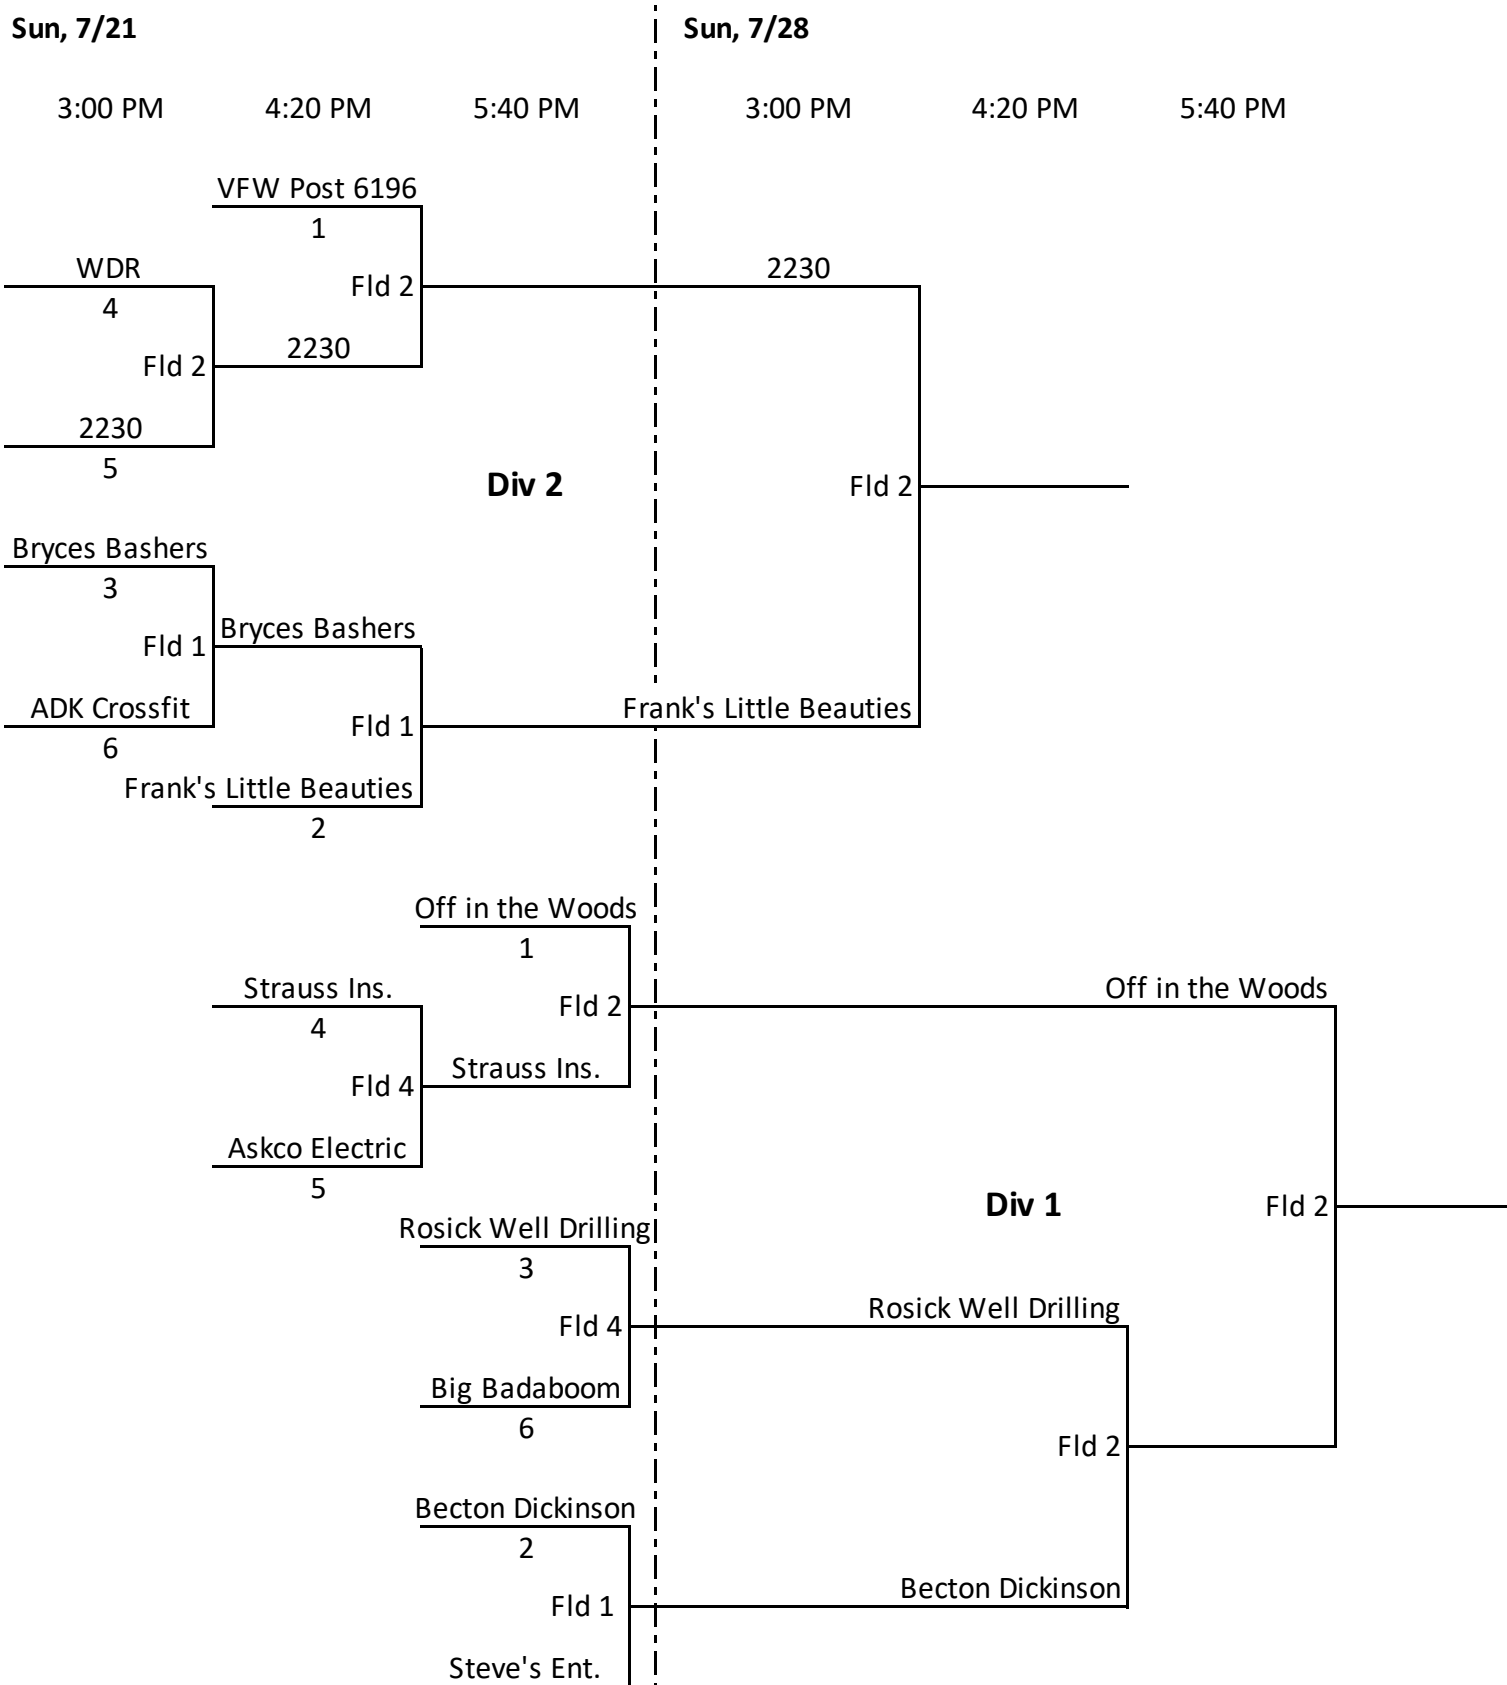 Sun, 7/21 Sun, 7/28
3:00 PM 4:20 PM 5:40 PM 3:00 PM 4:20 PM 5:40 PM
VFW Post 6196
1
WDR 2230
4 Fld 2
2230
Fld 2
2230
5 Div 2 Fld 2
Bryces Bashers
3
Bryces Bashers
Fld 1
ADK Crossfit Frank's Little Beauties
Fld 1
6
Frank's Little Beauties
2
Off in the Woods
1
Strauss Ins. Off in the Woods
Fld 2
4
Strauss Ins.
Fld 4
Askco Electric
5
Div 1 Fld 2
Rosick Well Drilling
3
Rosick Well Drilling
Fld 4
Big Badaboom
6
Fld 2
Becton Dickinson
2
Becton Dickinson
Fld 1
Steve's Ent.